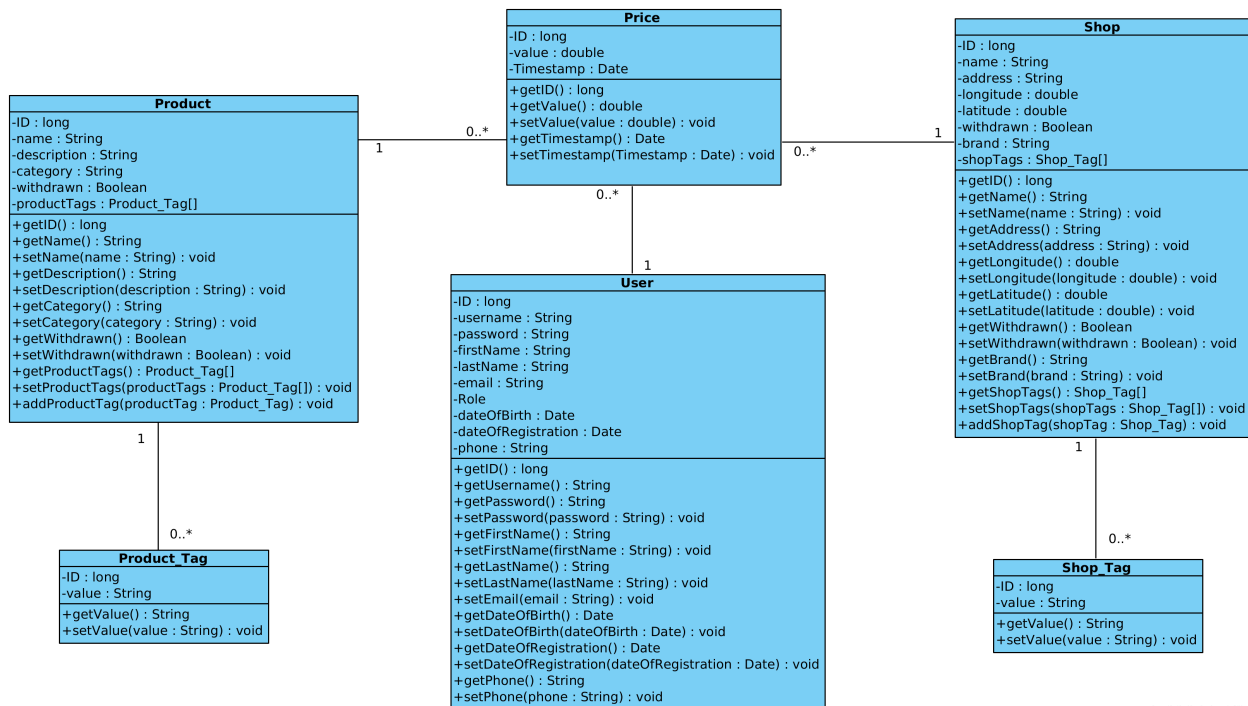 Price
-ID : long
-value : double
-Timestamp : Date
+getID() : long
+getValue() : double
+setValue(value : double) : void
+getTimestamp() : Date
+setTimestamp(Timestamp : Date) : void
Shop
-ID : long
-name : String
-address : String
-longitude : double
-latitude : double
-withdrawn : Boolean
-brand : String
-shopTags : Shop_Tag[]
+getID() : long
+getName() : String
+setName(name : String) : void
+getAddress() : String
+setAddress(address : String) : void
+getLongitude() : double
+setLongitude(longitude : double) : void
+getLatitude() : double
+setLatitude(latitude : double) : void
+getWithdrawn() : Boolean
+setWithdrawn(withdrawn : Boolean) : void
+getBrand() : String
+setBrand(brand : String) : void
+getShopTags() : Shop_Tag[]
+setShopTags(shopTags : Shop_Tag[]) : void
+addShopTag(shopTag : Shop_Tag) : void
Product
-ID : long
-name : String
-description : String
-category : String
-withdrawn : Boolean
-productTags : Product_Tag[]
+getID() : long
+getName() : String
+setName(name : String) : void
+getDescription() : String
+setDescription(description : String) : void
+getCategory() : String
+setCategory(category : String) : void
+getWithdrawn() : Boolean
+setWithdrawn(withdrawn : Boolean) : void
+getProductTags() : Product_Tag[]
+setProductTags(productTags : Product_Tag[]) : void
+addProductTag(productTag : Product_Tag) : void
1
0..*
0..*
1
0..*
1
User
-ID : long
-username : String
-password : String
-firstName : String
-lastName : String
-email : String
-Role
-dateOfBirth : Date
-dateOfRegistration : Date
-phone : String
+getID() : long
+getUsername() : String
+getPassword() : String
+setPassword(password : String) : void
+getFirstName() : String
+setFirstName(firstName : String) : void
+getLastName() : String
+setLastName(lastName : String) : void
+setEmail(email : String) : void
+getDateOfBirth() : Date
+setDateOfBirth(dateOfBirth : Date) : void
+getDateOfRegistration() : Date
+setDateOfRegistration(dateOfRegistration : Date) : void
+getPhone() : String
+setPhone(phone : String) : void
1
0..*
Product_Tag
-ID : long
-value : String
+getValue() : String
+setValue(value : String) : void
1
0..*
Shop_Tag
-ID : long
-value : String
+getValue() : String
+setValue(value : String) : void